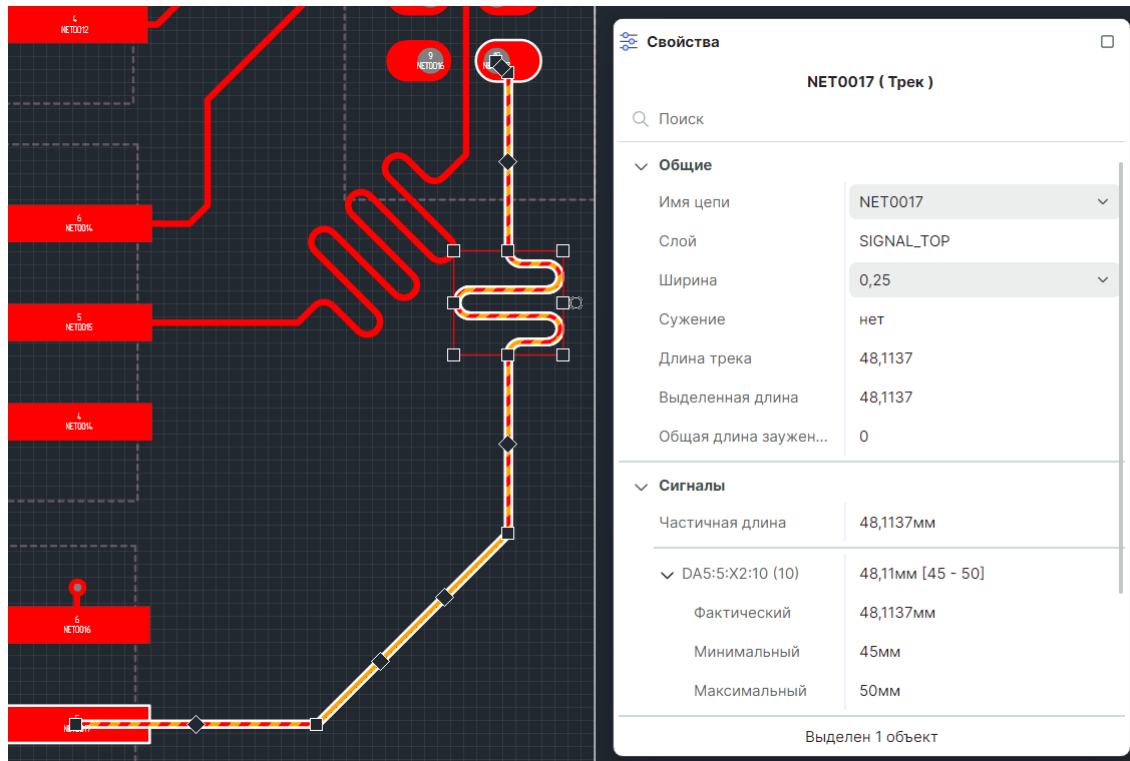 4
NET0012
9
NET0016
6
NET0014
5
NET0015
4
NET0014
6
NET0016
Свойства
NET0017 ( Трек )
Поиск
Общие
Имя цепи NET0017
Слой SIGNAL_TOP
Ширина 0,25
Сужение нет
Длина трека 48,1137
Выделенная длина 48,1137
Общая длина заужен... 0
Сигналы
Частичная длина 48,1137мм
DA5:5:X2:10 (10) 48,11мм [45 - 50]
Фактический 48,1137мм
Минимальный 45мм
Максимальный 50мм
Выделен 1 объект